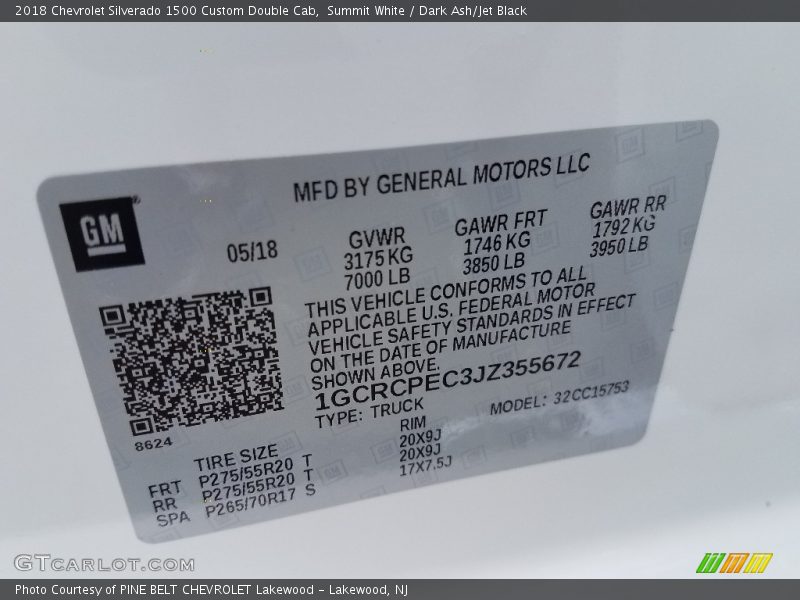 2018 Chevrolet Silverado 1500 Custom Double Cab,  Summit White / Dark Ash/Jet Black
MFD BY GENERAL MOTORS LLC
GM
05/18
GVWR
3175 KG
7000 LB
GAWR FRT
1746 KG
3850 LB
GAWR RR
1792 KG
3950 LB
THIS VEHICLE CONFORMS TO ALL
APPLICABLE U.S. FEDERAL MOTOR
VEHICLE SAFETY STANDARDS IN EFFECT
ON THE DATE OF MANUFACTURE
SHOWN ABOVE.
1GCRCPEC3JZ355672
TYPE: TRUCK
MODEL: 32CC15753
8624
TIRE SIZE
RIM
FRT P275/55R20 T 20X9J
RR P275/55R20 T 20X9J
SPA P265/70R17 S 17X7.5J
GTCARLOT.COM
Photo Courtesy of PINE BELT CHEVROLET Lakewood - Lakewood, NJ